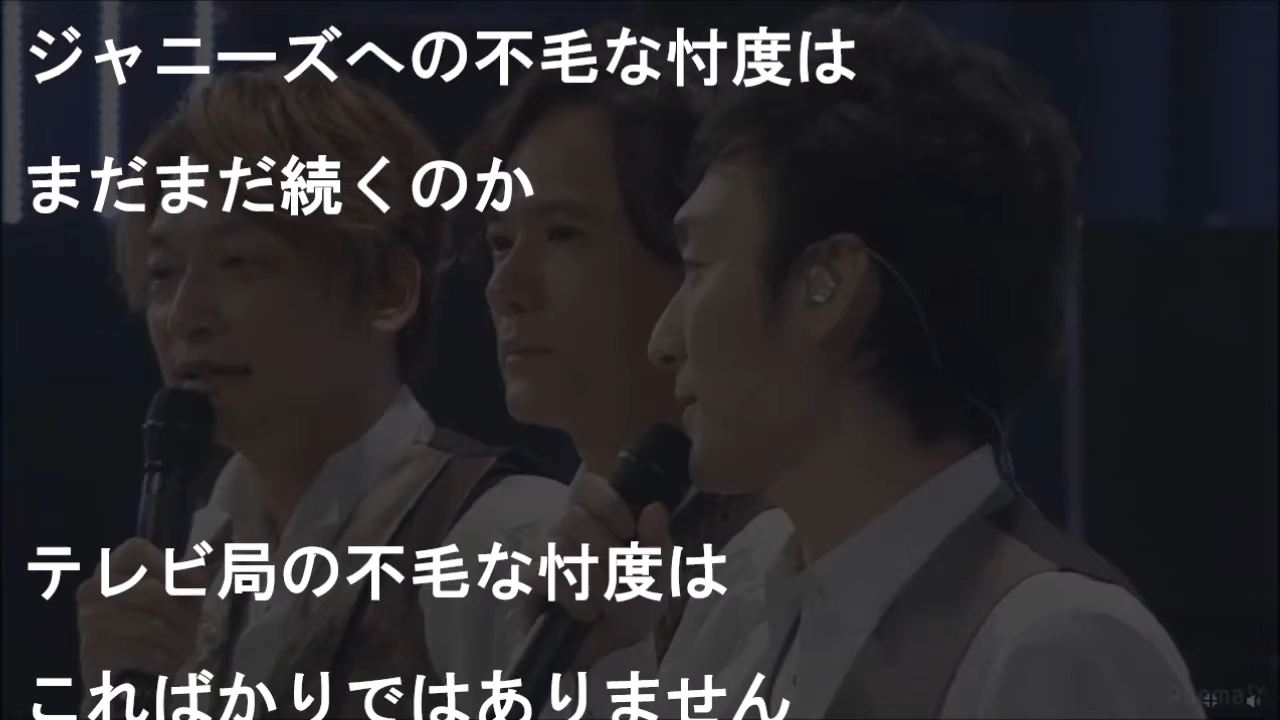 ジャニーズへの不毛な忖度は
まだまだ続くのか
テレビ局の不毛な忖度は
こればかりではありません
AbemaTV